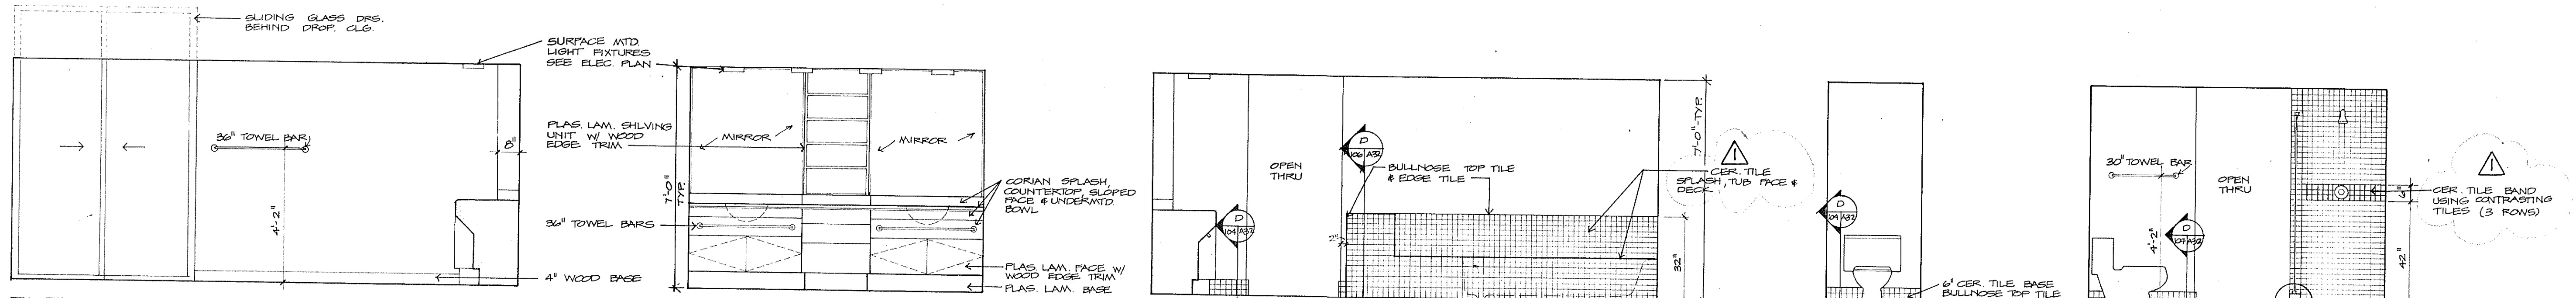 SLIDING GLASS DRS.
BEHIND DROP. CLG.
SURFACE MTD.
LIGHT FIXTURES
SEE ELEC. PLAN
36" TOWEL BAR
8"
4'-2"
4" WOOD BASE
PLAS. LAM. SHLVING
UNIT W/ WOOD
EDGE TRIM
7'-0"
TYP.
MIRROR
MIRROR
36" TOWEL BARS
CORIAN SPLASH,
COUNTERTOP, SLOPED
FACE & UNDERMTD.
BOWL
PLAS. LAM. FACE W/
WOOD EDGE TRIM
PLAS. LAM. BASE
OPEN
THRU
D
106 A32
D
104 A32
BULLNOSE TOP TILE
& EDGE TILE
2"
7'-0"-TYP.
1
CER. TILE
SPLASH, TUB FACE &
DECK
32"
D
109 A32
6" CER. TILE BASE
BULLNOSE TOP TILE
30" TOWEL BAR
OPEN
THRU
4'-2"
D
107 A32
1
CER. TILE BAND
USING CONTRASTING
TILES (3 ROWS)
6"
42"